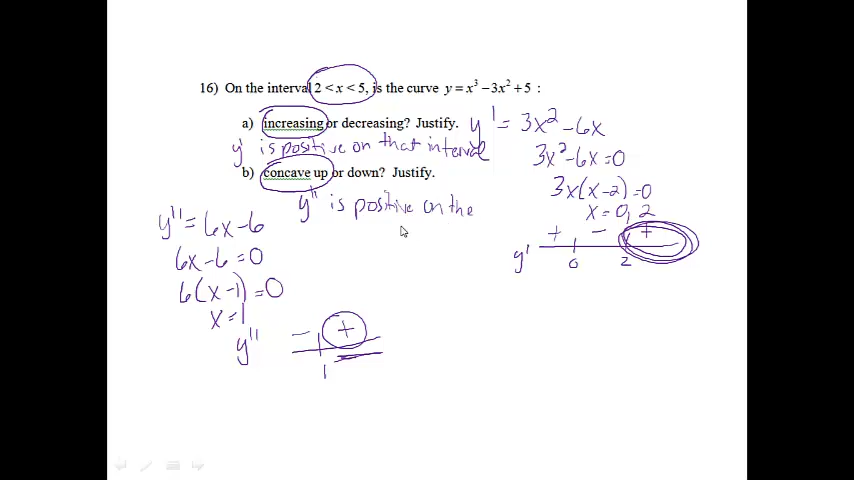 16) On the interval 2 < x < 5, is the curve y = x³ − 3x² + 5 :
a) increasing or decreasing? Justify.
y' = 3x² − 6x
y' is positive on that interval
3x² − 6x = 0
b) concave up or down? Justify.
3x(x − 2) = 0
x = 0, 2
y'' is positive on the
y'' = 6x − 6
6x − 6 = 0
6(x − 1) = 0
x = 1
y' + − +
0 2
y'' − +
1